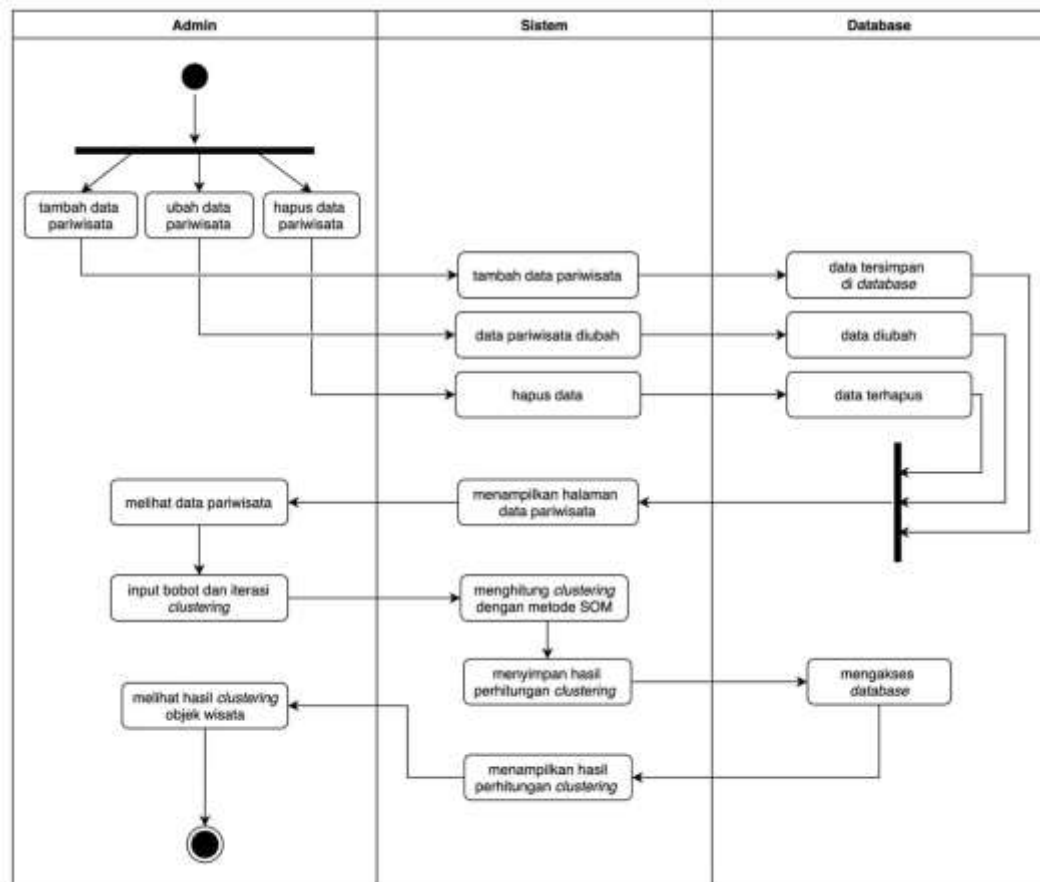 Admin
Sistem
Database
tambah data
pariwisata
ubah data
pariwisata
hapus data
pariwisata
tambah data pariwisata
data tersimpan
di database
data pariwisata diubah
data diubah
hapus data
data terhapus
melihat data pariwisata
menampilkan halaman
data pariwisata
input bobot dan iterasi
clustering
menghitung clustering
dengan metode SOM
menyimpan hasil
perhitungan clustering
mengakses
database
melihat hasil clustering
objek wisata
menampilkan hasil
perhitungan clustering